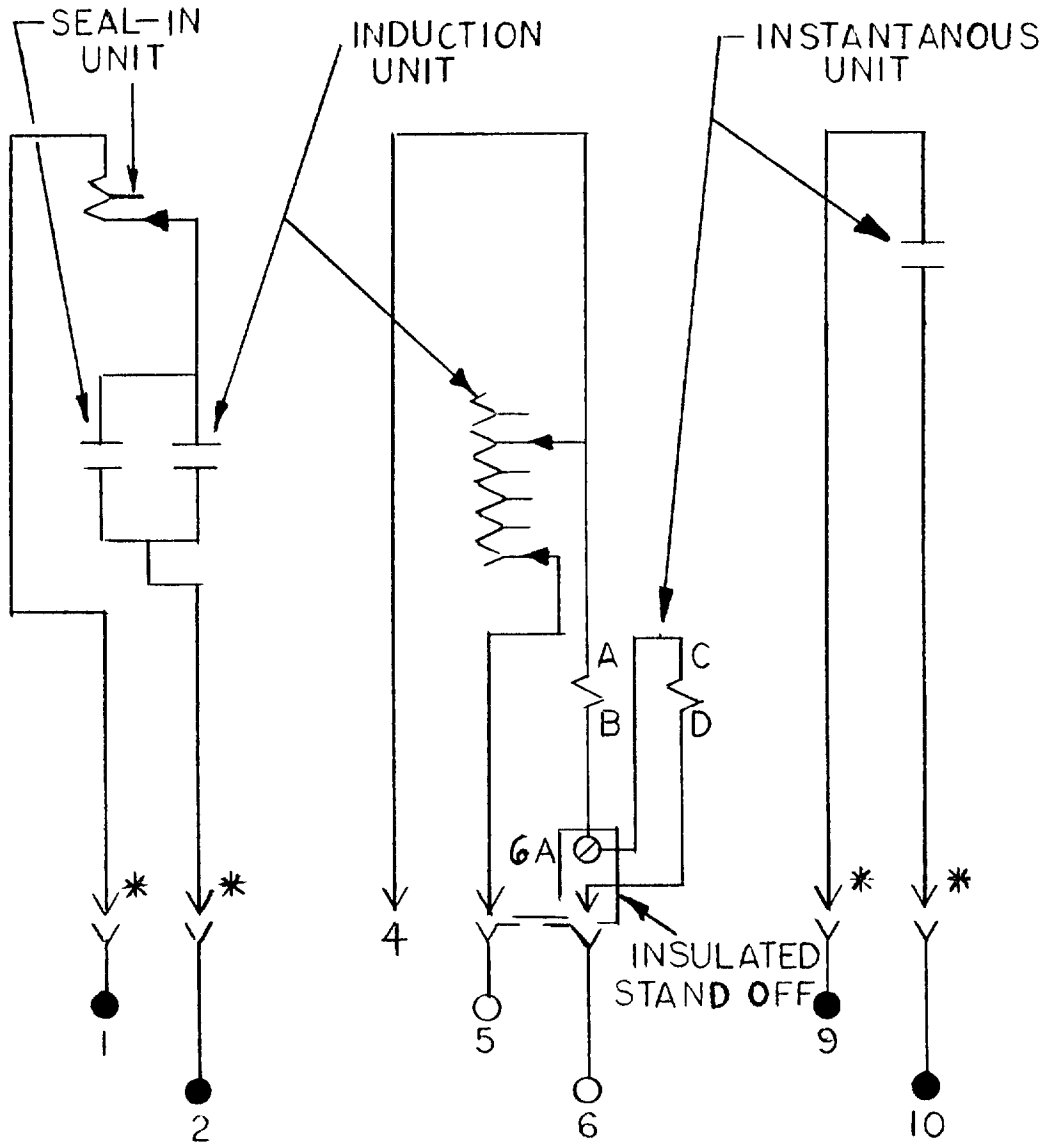 SEAL-IN
UNIT
INDUCTION
UNIT
INSTANTANOUS
UNIT
A
C
B
D
6A
*
*
*
*
4
INSULATED
STAND OFF
1
5
9
2
6
10